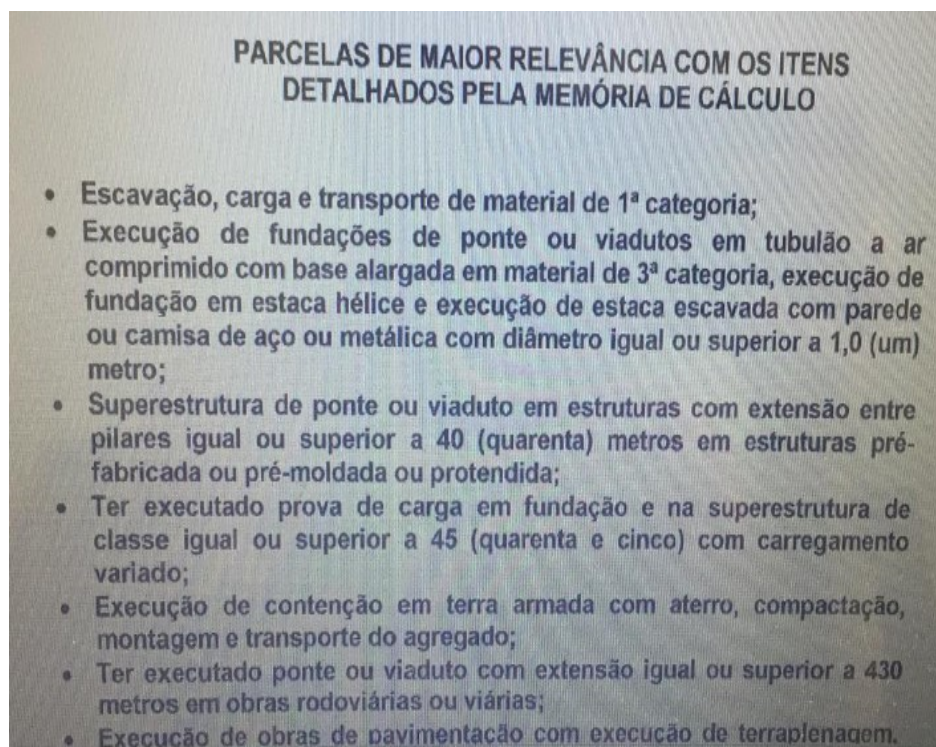 PARCELAS DE MAIOR RELEVÂNCIA COM OS ITENS
DETALHADOS PELA MEMÓRIA DE CÁLCULO
• Escavação, carga e transporte de material de 1ª categoria;
• Execução de fundações de ponte ou viadutos em tubulão a ar
comprimido com base alargada em material de 3ª categoria, execução de
fundação em estaca hélice e execução de estaca escavada com parede
ou camisa de aço ou metálica com diâmetro igual ou superior a 1,0 (um)
metro;
• Superestrutura de ponte ou viaduto em estruturas com extensão entre
pilares igual ou superior a 40 (quarenta) metros em estruturas pré-
fabricada ou pré-moldada ou protendida;
• Ter executado prova de carga em fundação e na superestrutura de
classe igual ou superior a 45 (quarenta e cinco) com carregamento
variado;
• Execução de contenção em terra armada com aterro, compactação,
montagem e transporte do agregado;
• Ter executado ponte ou viaduto com extensão igual ou superior a 430
metros em obras rodoviárias ou viárias;
• Execução de obras de pavimentação com execução de terraplenagem,